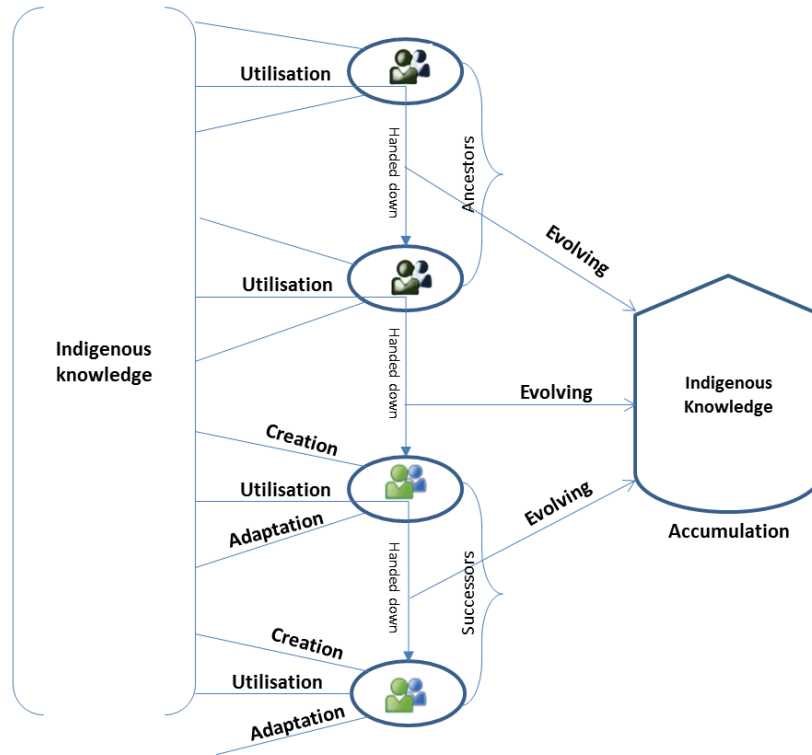 Utilisation
Handed down
Ancestors
Evolving
Utilisation
Indigenous
knowledge
Handed down
Evolving
Indigenous
Knowledge
Creation
Utilisation
Adaptation
Evolving
Accumulation
Handed down
Successors
Creation
Utilisation
Adaptation